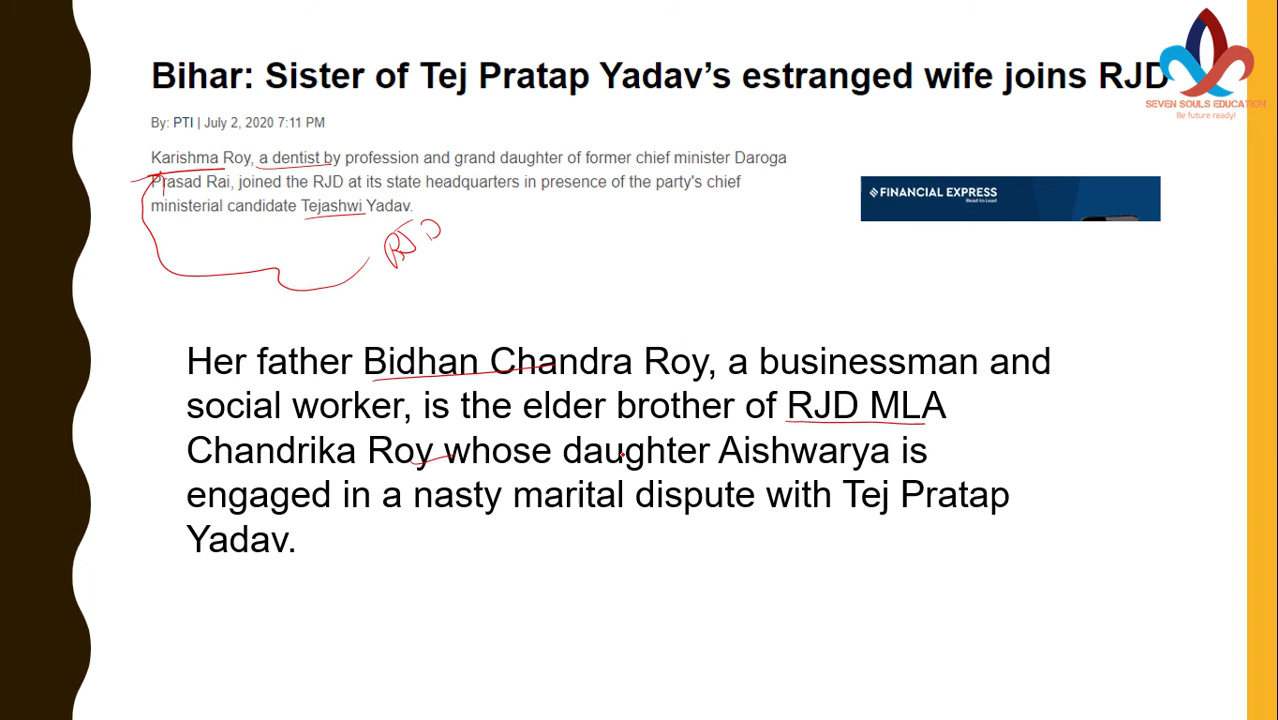 Bihar: Sister of Tej Pratap Yadav's estranged wife joins RJD
SEVEN SOULS EDUCATION
Be future ready!
By: PTI | July 2, 2020 7:11 PM
Karishma Roy, a dentist by profession and grand daughter of former chief minister Daroga
Prasad Rai, joined the RJD at its state headquarters in presence of the party's chief
ministerial candidate Tejashwi Yadav.
FINANCIAL EXPRESS
Read to Lead
RJD
Her father Bidhan Chandra Roy, a businessman and
social worker, is the elder brother of RJD MLA
Chandrika Roy whose daughter Aishwarya is
engaged in a nasty marital dispute with Tej Pratap
Yadav.